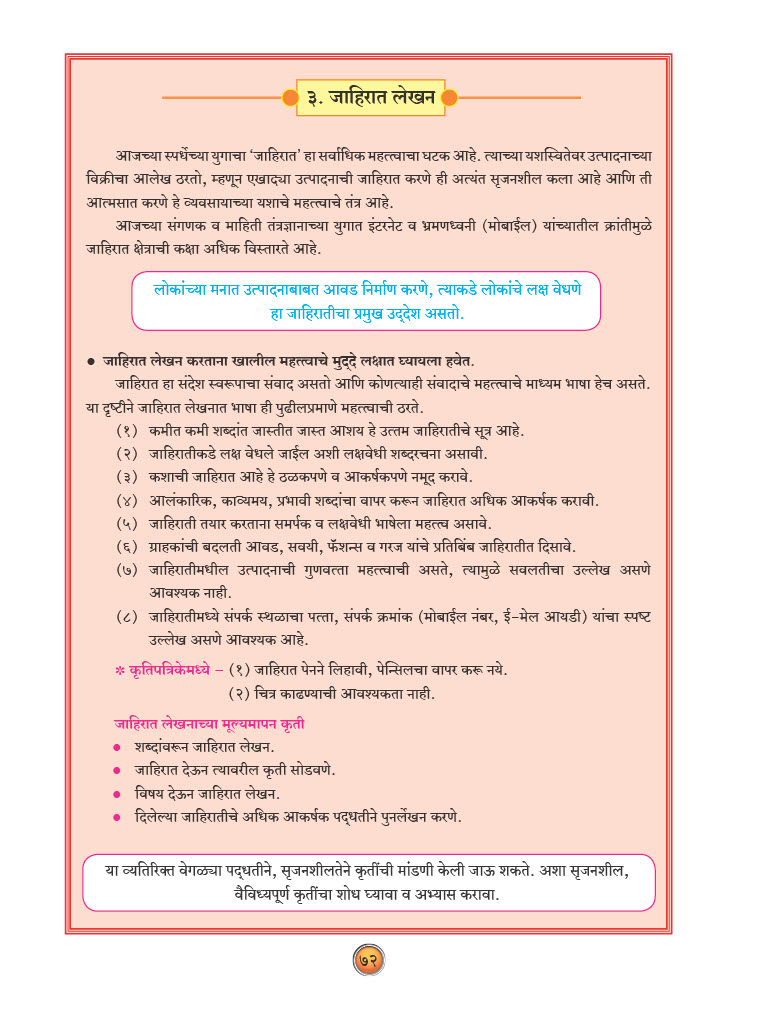 ३. जाहिरात लेखन
आजच्या स्पर्धेच्या युगाचा ‘जाहिरात’ हा सर्वाधिक महत्त्वाचा घटक आहे. त्याच्या यशस्वितेवर उत्पादनाच्या
विक्रीचा आलेख ठरतो, म्हणून एखाद्या उत्पादनाची जाहिरात करणे ही अत्यंत सृजनशील कला आहे आणि ती
आत्मसात करणे हे व्यवसायाच्या यशाचे महत्त्वाचे तंत्र आहे.
आजच्या संगणक व माहिती तंत्रज्ञानाच्या युगात इंटरनेट व भ्रमणध्वनी (मोबाईल) यांच्यातील क्रांतीमुळे
जाहिरात क्षेत्राची कक्षा अधिक विस्तारते आहे.
लोकांच्या मनात उत्पादनाबाबत आवड निर्माण करणे, त्याकडे लोकांचे लक्ष वेधणे
हा जाहिरातीचा प्रमुख उद्‌देश असतो.
● जाहिरात लेखन करताना खालील महत्त्वाचे मुद्‌दे लक्षात घ्यायला हवेत.
जाहिरात हा संदेश स्वरूपाचा संवाद असतो आणि कोणत्याही संवादाचे महत्त्वाचे माध्यम भाषा हेच असते.
या दृष्टीने जाहिरात लेखनात भाषा ही पुढीलप्रमाणे महत्त्वाची ठरते.
(१) कमीत कमी शब्दांत जास्तीत जास्त आशय हे उत्तम जाहिरातीचे सूत्र आहे.
(२) जाहिरातीकडे लक्ष वेधले जाईल अशी लक्षवेधी शब्दरचना असावी.
(३) कशाची जाहिरात आहे हे ठळकपणे व आकर्षकपणे नमूद करावे.
(४) आलंकारिक, काव्यमय, प्रभावी शब्दांचा वापर करून जाहिरात अधिक आकर्षक करावी.
(५) जाहिराती तयार करताना समर्पक व लक्षवेधी भाषेला महत्त्व असावे.
(६) ग्राहकांची बदलती आवड, सवयी, फॅशन्स व गरज यांचे प्रतिबिंब जाहिरातीत दिसावे.
(७) जाहिरातीमधील उत्पादनाची गुणवत्ता महत्त्वाची असते, त्यामुळे सवलतीचा उल्लेख असणे
आवश्यक नाही.
(८) जाहिरातीमध्ये संपर्क स्थळाचा पत्ता, संपर्क क्रमांक (मोबाईल नंबर, ई-मेल आयडी) यांचा स्पष्ट
उल्लेख असणे आवश्यक आहे.
✽ कृतिपत्रिकेमध्ये – (१) जाहिरात पेनने लिहावी, पेन्सिलचा वापर करू नये.
(२) चित्र काढण्याची आवश्यकता नाही.
जाहिरात लेखनाच्या मूल्यमापन कृती
● शब्दांवरून जाहिरात लेखन.
● जाहिरात देऊन त्यावरील कृती सोडवणे.
● विषय देऊन जाहिरात लेखन.
● दिलेल्या जाहिरातीचे अधिक आकर्षक पद्‌धतीने पुनर्लेखन करणे.
या व्यतिरिक्त वेगळ्या पद्‌धतीने, सृजनशीलतेने कृतींची मांडणी केली जाऊ शकते. अशा सृजनशील,
वैविध्यपूर्ण कृतींचा शोध घ्यावा व अभ्यास करावा.
७२